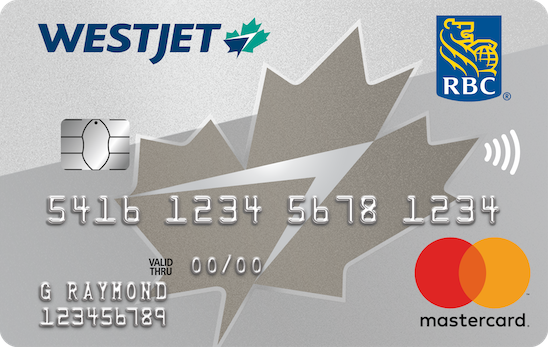 WESTJET
RBC
®
5416 1234 5678 1234
VALID
THRU 00/00
G RAYMOND
123456789
mastercard.